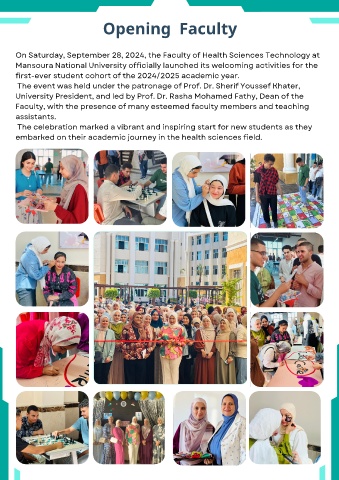 Opening Faculty
On Saturday, September 28, 2024, the Faculty of Health Sciences Technology at
Mansoura National University officially launched its welcoming activities for the
first-ever student cohort of the 2024/2025 academic year.
The event was held under the patronage of Prof. Dr. Sherif Youssef Khater,
University President, and led by Prof. Dr. Rasha Mohamed Fathy, Dean of the
Faculty, with the presence of many esteemed faculty members and teaching
assistants.
The celebration marked a vibrant and inspiring start for new students as they
embarked on their academic journey in the health sciences field.